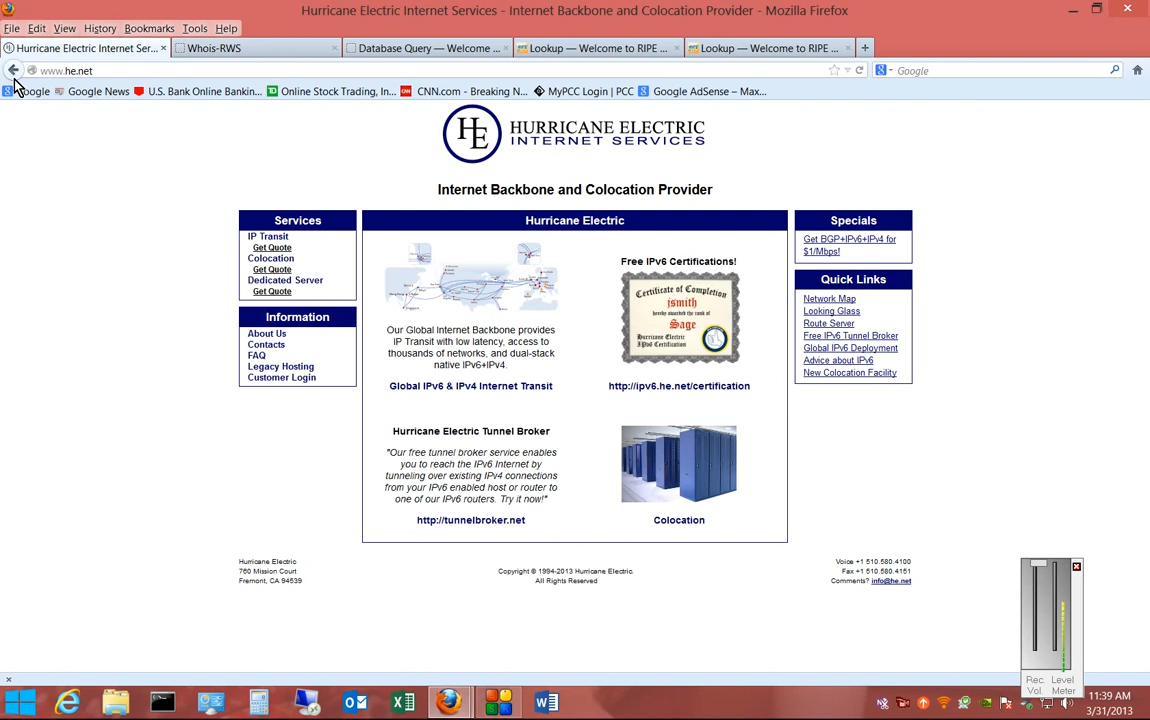 Hurricane Electric Internet Services - Internet Backbone and Colocation Provider - Mozilla Firefox
File Edit View History Bookmarks Tools Help
Hurricane Electric Internet Ser... × Whois-RWS × Database Query — Welcome ... × Lookup — Welcome to RIPE ... × Lookup — Welcome to RIPE ... × +
www.he.net
Google
Google News U.S. Bank Online Bankin... Online Stock Trading, In... CNN.com - Breaking N... MyPCC Login | PCC Google AdSense – Max...
HE
HURRICANE ELECTRIC
INTERNET SERVICES
Internet Backbone and Colocation Provider
Services
IP Transit
Get Quote
Colocation
Get Quote
Dedicated Server
Get Quote
Information
About Us
Contacts
FAQ
Legacy Hosting
Customer Login
Hurricane Electric
Our Global Internet Backbone provides
IP Transit with low latency, access to
thousands of networks, and dual-stack
native IPv6+IPv4.
Global IPv6 & IPv4 Internet Transit
Free IPv6 Certifications!
Certificate of Completion
jsmith
hereby awarded the rank of
Sage
Hurricane Electric
IPv6 Certification
http://ipv6.he.net/certification
Hurricane Electric Tunnel Broker
"Our free tunnel broker service enables
you to reach the IPv6 Internet by
tunneling over existing IPv4 connections
from your IPv6 enabled host or router to
one of our IPv6 routers. Try it now!"
http://tunnelbroker.net
Colocation
Specials
Get BGP+IPv6+IPv4 for
$1/Mbps!
Quick Links
Network Map
Looking Glass
Route Server
Free IPv6 Tunnel Broker
Global IPv6 Deployment
Advice about IPv6
New Colocation Facility
Hurricane Electric
760 Mission Court
Fremont, CA 94539
Copyright © 1994-2013 Hurricane Electric.
All Rights Reserved
Voice +1 510.580.4100
Fax +1 510.580.4151
Comments? info@he.net
Rec. Vol.
Level Meter
11:39 AM
3/31/2013